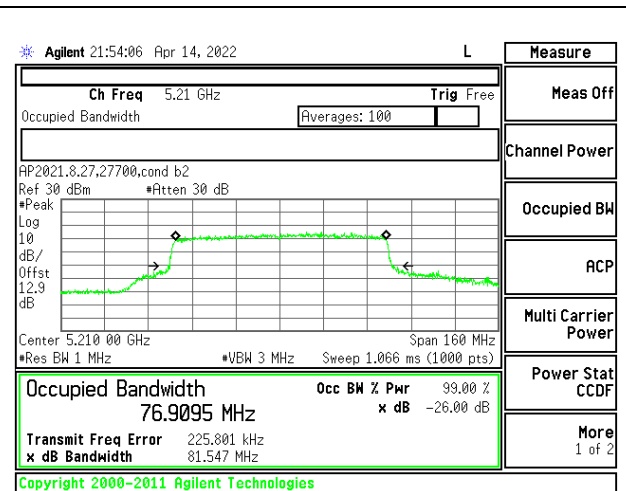 Agilent 21:54:06 Apr 14, 2022 L
Measure
Ch Freq 5.21 GHz Trig Free
Occupied Bandwidth Averages: 100
AP2021.8.27,27700,cond b2
Ref 30 dBm #Atten 30 dB
#Peak
Log
10
dB/
Offst
12.9
dB
Center 5.210 00 GHz Span 160 MHz
#Res BW 1 MHz #VBW 3 MHz Sweep 1.066 ms (1000 pts)
Occupied Bandwidth Occ BW % Pwr 99.00 %
76.9095 MHz x dB -26.00 dB
Transmit Freq Error 225.801 kHz
x dB Bandwidth 81.547 MHz
Copyright 2000-2011 Agilent Technologies
Meas Off
Channel Power
Occupied BW
ACP
Multi Carrier
Power
Power Stat
CCDF
More
1 of 2